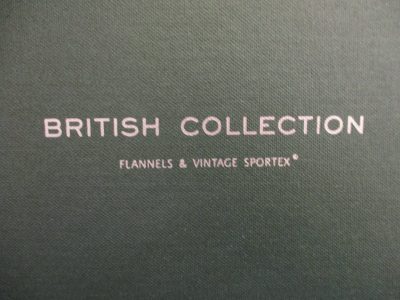 BRITISH COLLECTION
FLANNELS & VINTAGE SPORTEX®